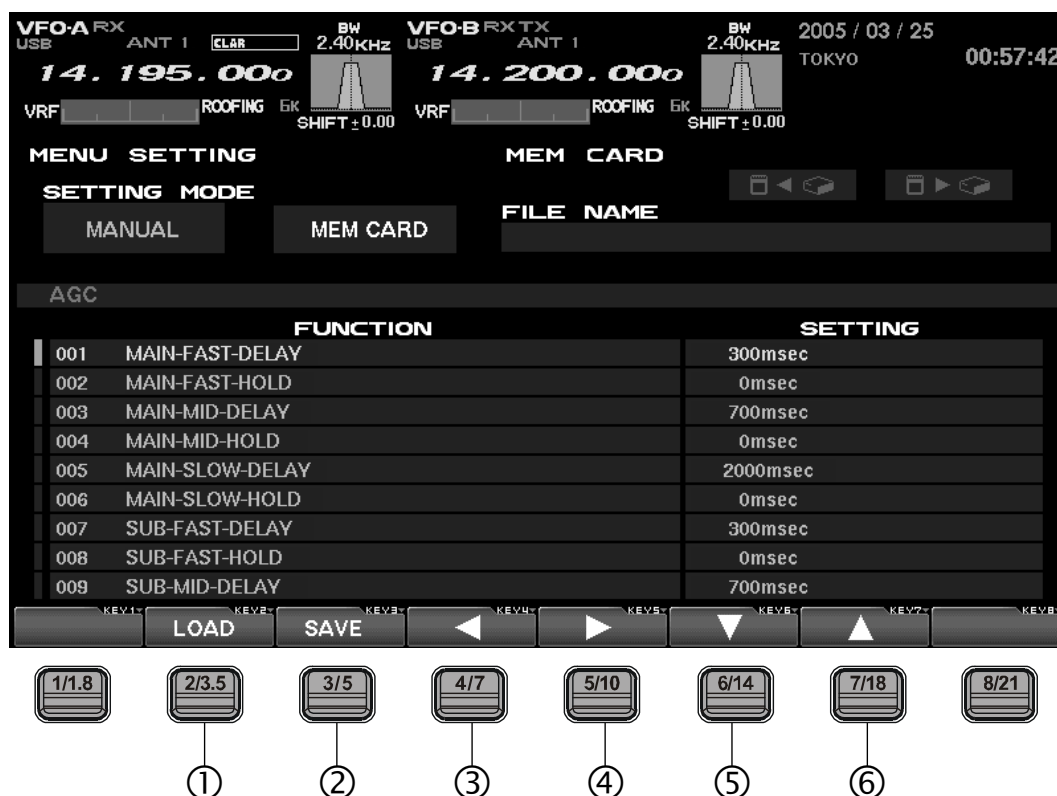 VFO-A RX
USB ANT 1 CLAR
BW
2.40KHz
14.195.000
VRF ROOFING 6K
SHIFT±0.00
VFO-B RX TX
USB ANT 1
BW
2.40KHz
14.200.000
VRF ROOFING 6K
SHIFT±0.00
2005 / 03 / 25
TOKYO 00:57:42
MENU SETTING
SETTING MODE
MANUAL MEM CARD
MEM CARD
FILE NAME
AGC
FUNCTION SETTING
001 MAIN-FAST-DELAY 300msec
002 MAIN-FAST-HOLD 0msec
003 MAIN-MID-DELAY 700msec
004 MAIN-MID-HOLD 0msec
005 MAIN-SLOW-DELAY 2000msec
006 MAIN-SLOW-HOLD 0msec
007 SUB-FAST-DELAY 300msec
008 SUB-FAST-HOLD 0msec
009 SUB-MID-DELAY 700msec
KEY1 KEY2 KEY3 KEY4 KEY5 KEY6 KEY7 KEY8
LOAD SAVE ◀ ▶ ▼ ▲
1/1.8 2/3.5 3/5 4/7 5/10 6/14 7/18 8/21
① ② ③ ④ ⑤ ⑥